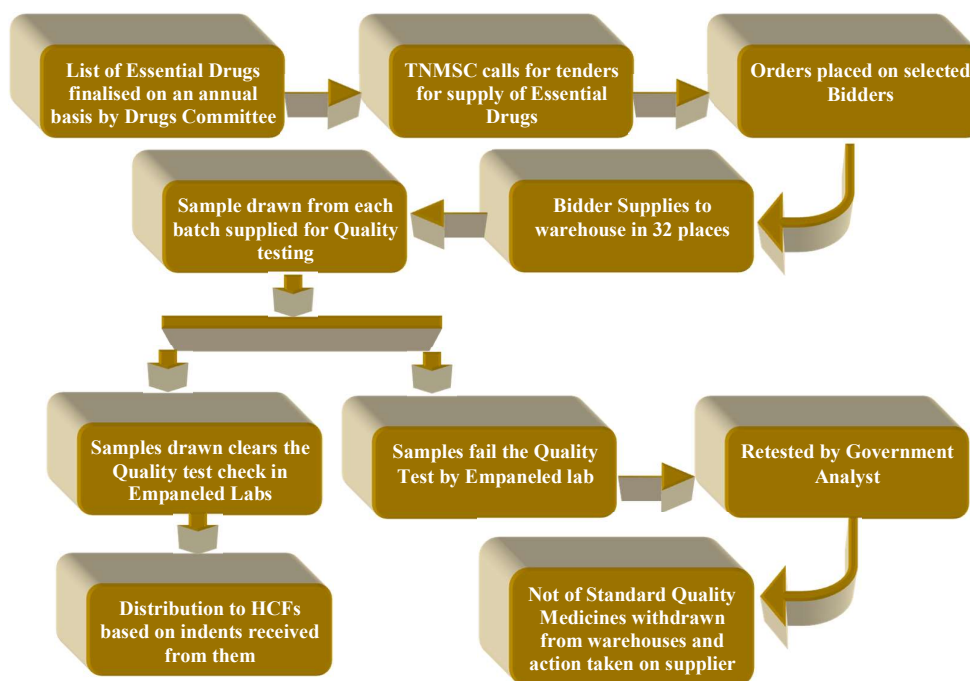 List of Essential Drugs
finalised on an annual
basis by Drugs Committee
TNMSC calls for tenders
for supply of Essential
Drugs
Orders placed on selected
Bidders
Sample drawn from each
batch supplied for Quality
testing
Bidder Supplies to
warehouse in 32 places
Samples drawn clears the
Quality test check in
Empaneled Labs
Samples fail the Quality
Test by Empaneled lab
Retested by Government
Analyst
Distribution to HCFs
based on indents received
from them
Not of Standard Quality
Medicines withdrawn
from warehouses and
action taken on supplier